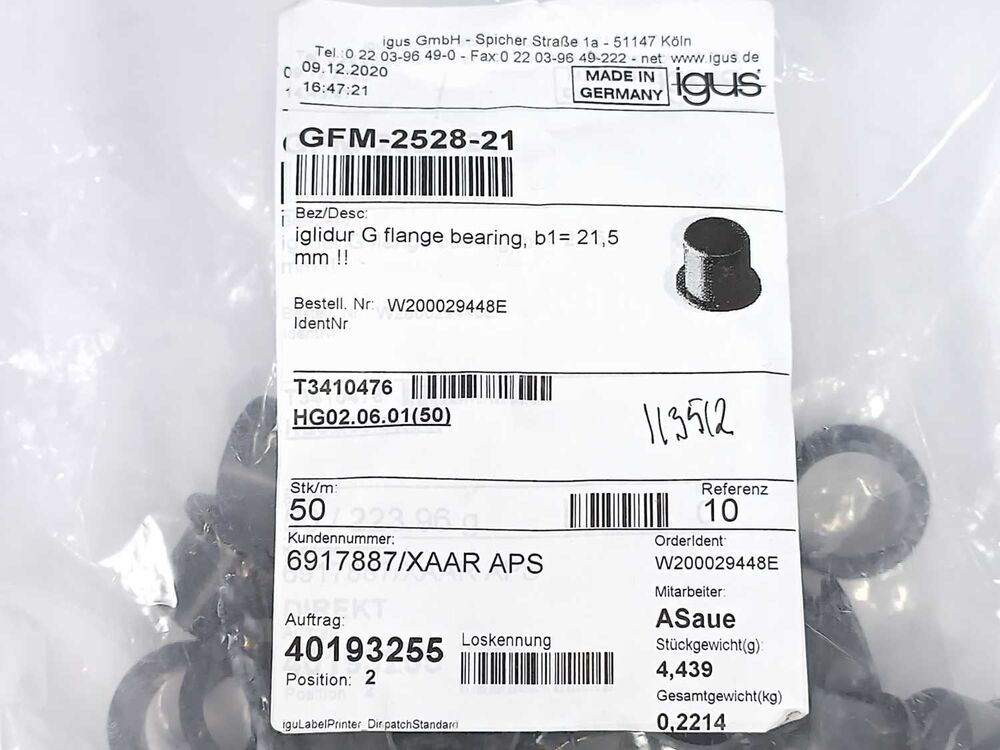 igus GmbH - Spicher Straße 1a - 51147 Köln
Tel.:0 22 03-96 49-0 - Fax:0 22 03-96 49-222 - net: www.igus.de
09.12.2020
16:47:21
MADE IN
GERMANY
igus
GFM-2528-21
Bez/Desc:
iglidur G flange bearing, b1= 21,5
mm !!
Bestell. Nr: W200029448E
IdentNr
T3410476
HG02.06.01(50)
113512
Stk/m:
50
Referenz
10
Kundennummer:
6917887/XAAR APS
OrderIdent:
W200029448E
Mitarbeiter:
ASaue
Auftrag:
40193255
Loskennung
Stückgewicht(g):
4,439
Position: 2
Gesamtgewicht(kg)
0,2214
iguLabelPrinter DispatchStandard